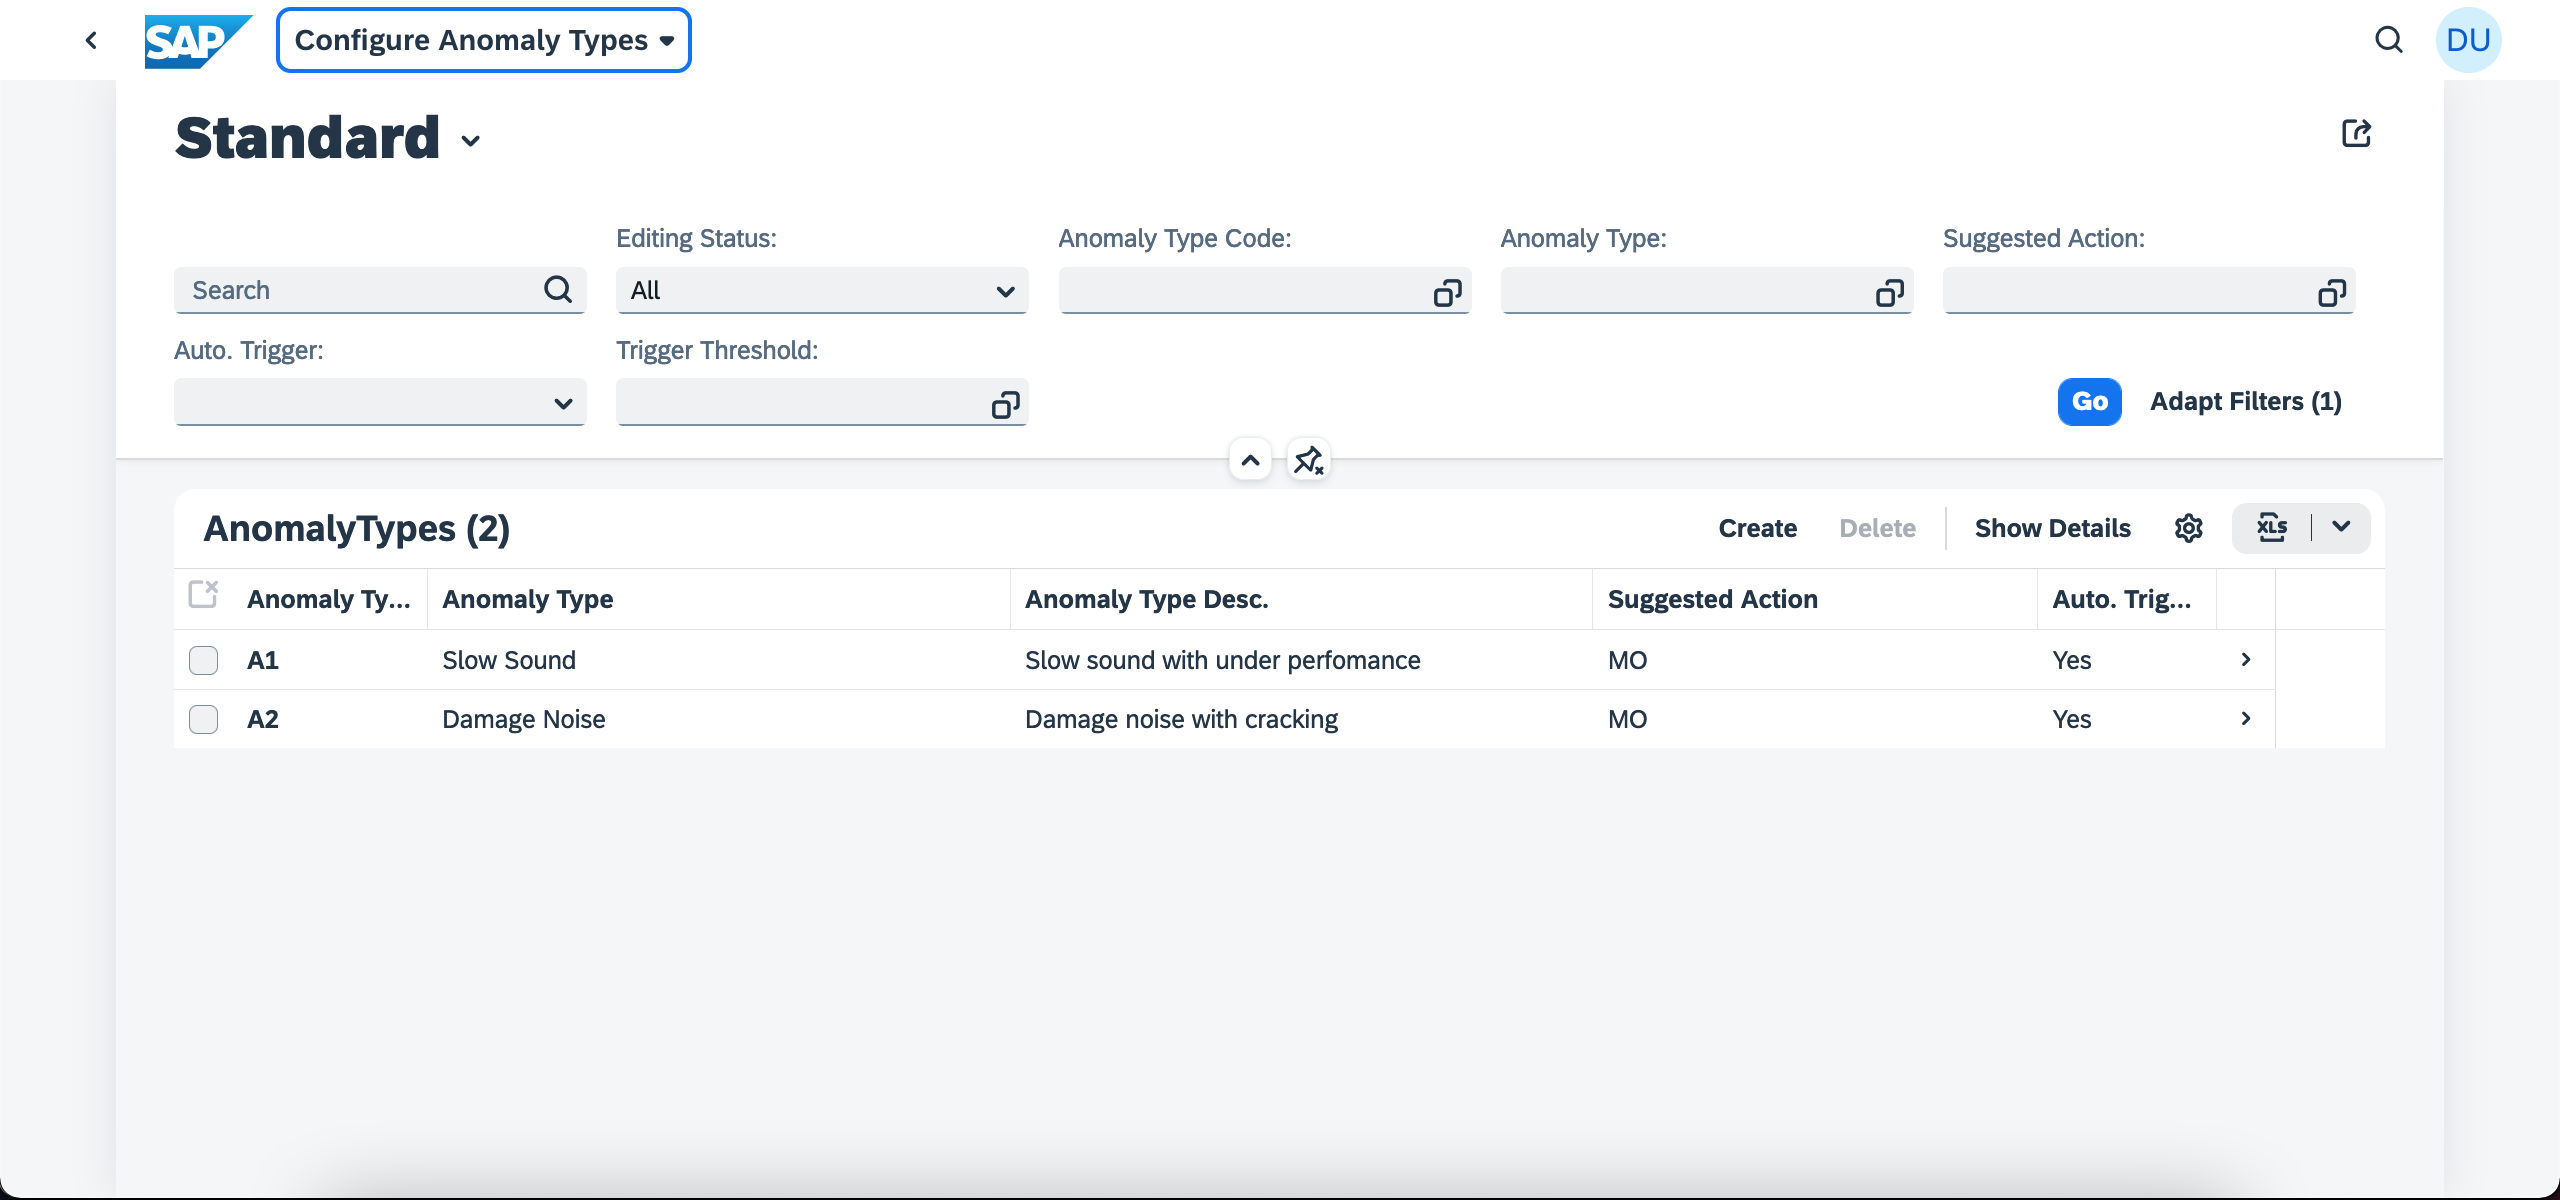 SAP Configure Anomaly Types DU
Standard
Editing Status: Anomaly Type Code: Anomaly Type: Suggested Action:
Search All
Auto. Trigger: Trigger Threshold:
Go Adapt Filters (1)
AnomalyTypes (2) Create Delete Show Details XLS
Anomaly Ty... Anomaly Type Anomaly Type Desc. Suggested Action Auto. Trig...
A1 Slow Sound Slow sound with under perfomance MO Yes
A2 Damage Noise Damage noise with cracking MO Yes